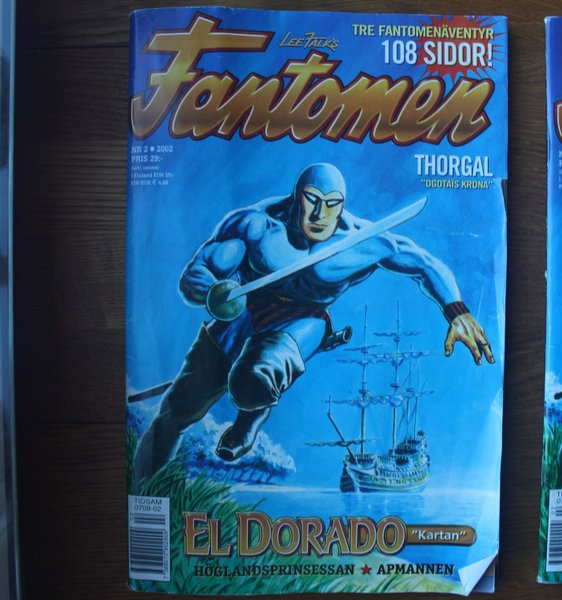 LEE FALK'S
Fantomen
TRE FANTOMENÄVENTYR
108 SIDOR!
NR 2 • 2002
PRIS 29:-
THORGAL
"OGOTAIS KRONA"
TIDSAM
0709-02
EL DORADO "Kartan"
HÖGLANDSPRINSESSAN ★ APMANNEN